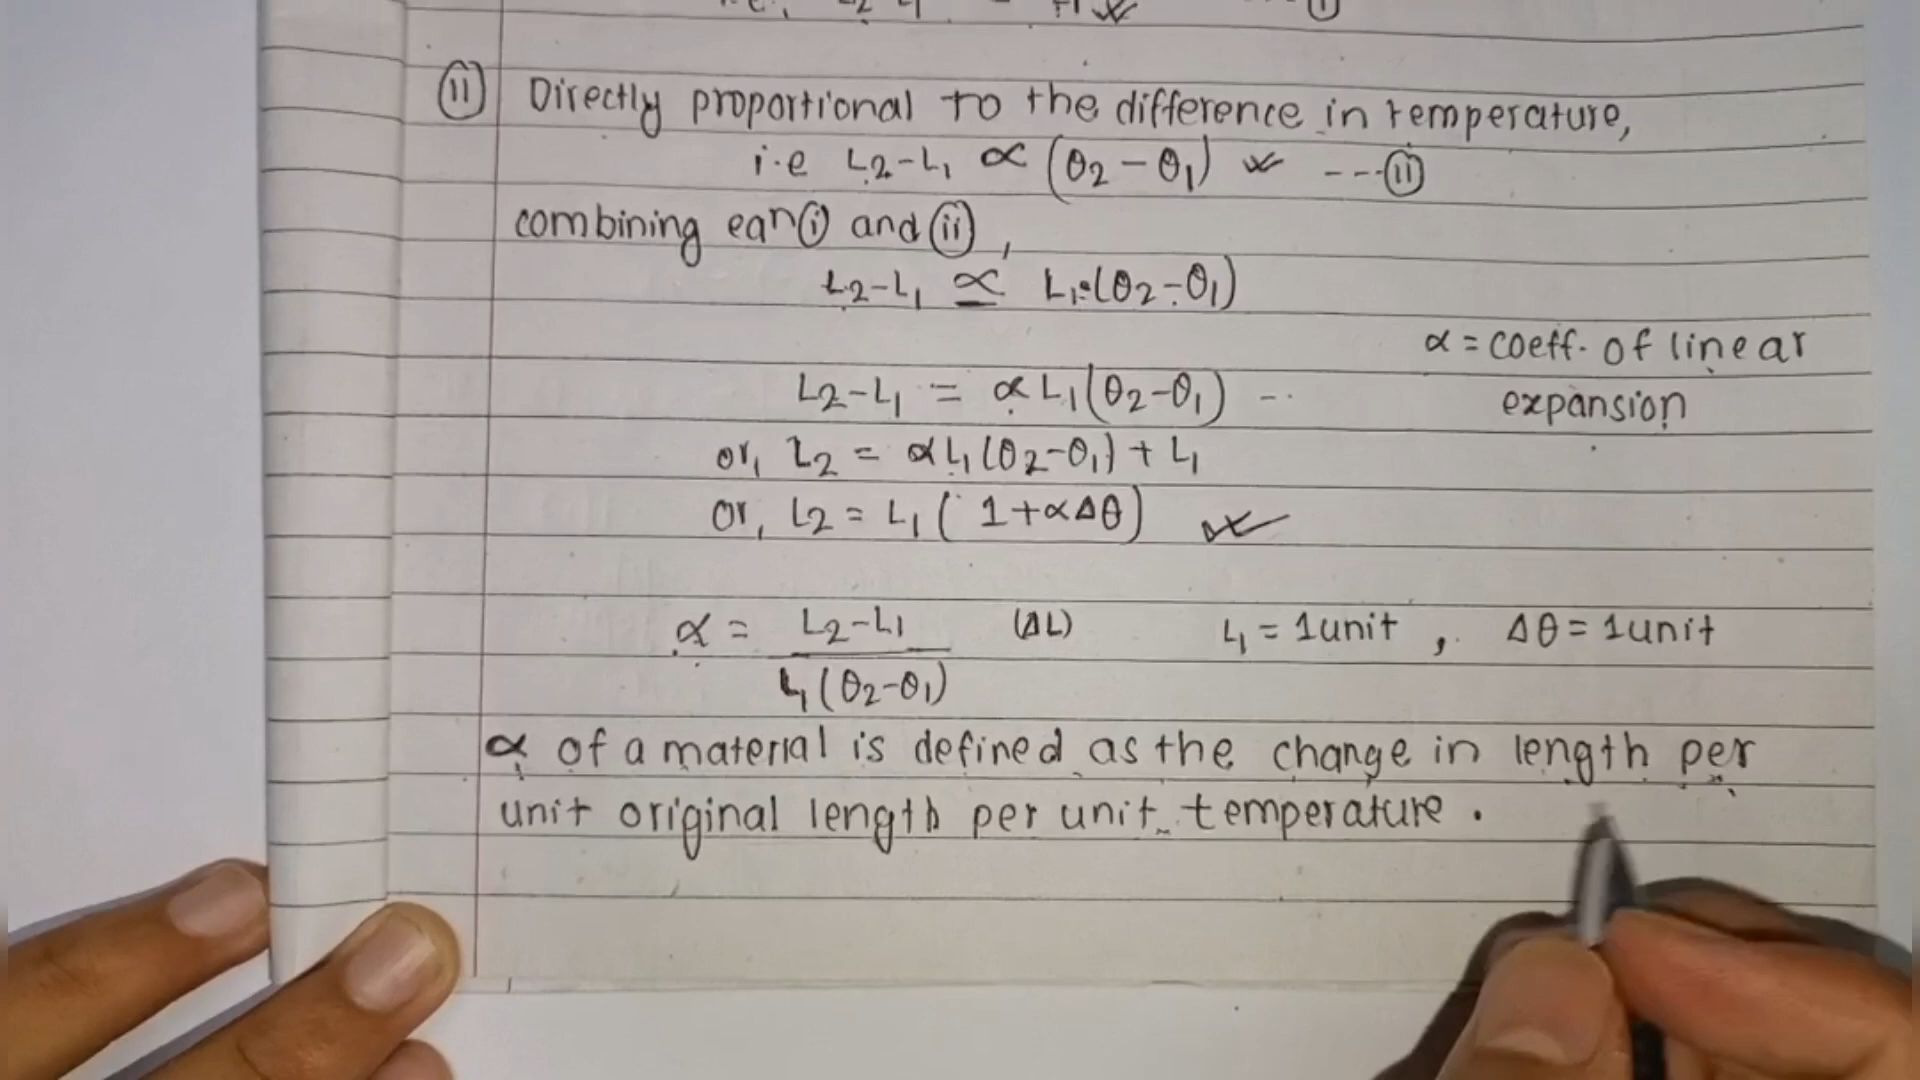 (ii) Directly proportional to the difference in temperature,
i.e L₂-L₁ ∝ (θ₂-θ₁) ---(ii)
combining eqn (i) and (ii),
L₂-L₁ ∝ L₁.(θ₂-θ₁)
α = coeff. of linear
expansion
L₂-L₁ = αL₁(θ₂-θ₁) --
or, L₂ = αL₁(θ₂-θ₁) + L₁
or, L₂ = L₁(1+αΔθ)
α = L₂-L₁ / L₁(θ₂-θ₁) (ΔL) L₁ = 1unit, Δθ = 1unit
α of a material is defined as the change in length per
unit original length per unit temperature.